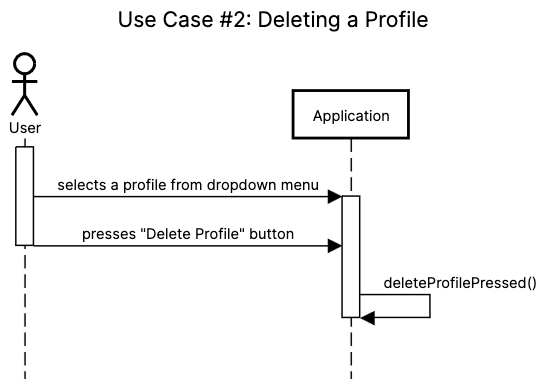 Use Case #2: Deleting a Profile
User
Application
selects a profile from dropdown menu
presses "Delete Profile" button
deleteProfilePressed()